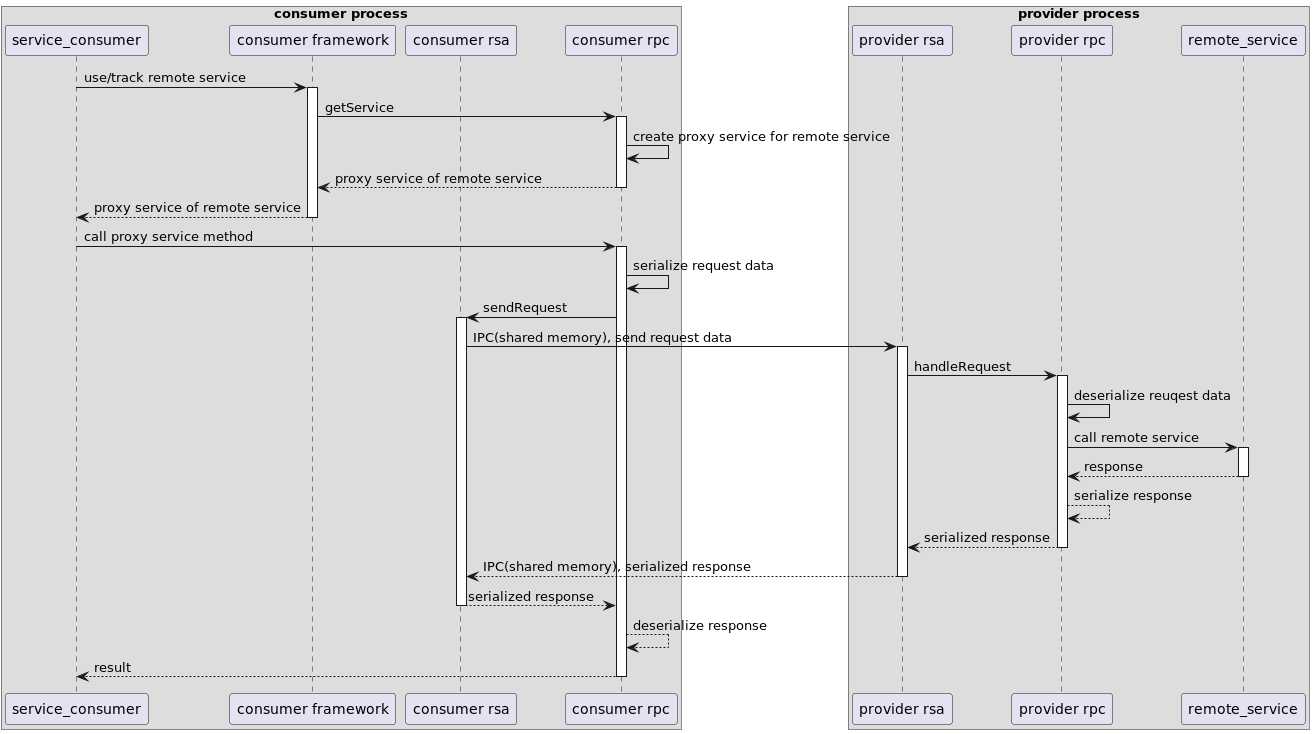 consumer process
provider process
service_consumer
consumer framework
consumer rsa
consumer rpc
provider rsa
provider rpc
remote_service
use/track remote service
getService
create proxy service for remote service
proxy service of remote service
proxy service of remote service
call proxy service method
serialize request data
sendRequest
IPC(shared memory), send request data
handleRequest
deserialize reuqest data
call remote service
response
serialize response
serialized response
IPC(shared memory), serialized response
serialized response
deserialize response
result
service_consumer
consumer framework
consumer rsa
consumer rpc
provider rsa
provider rpc
remote_service